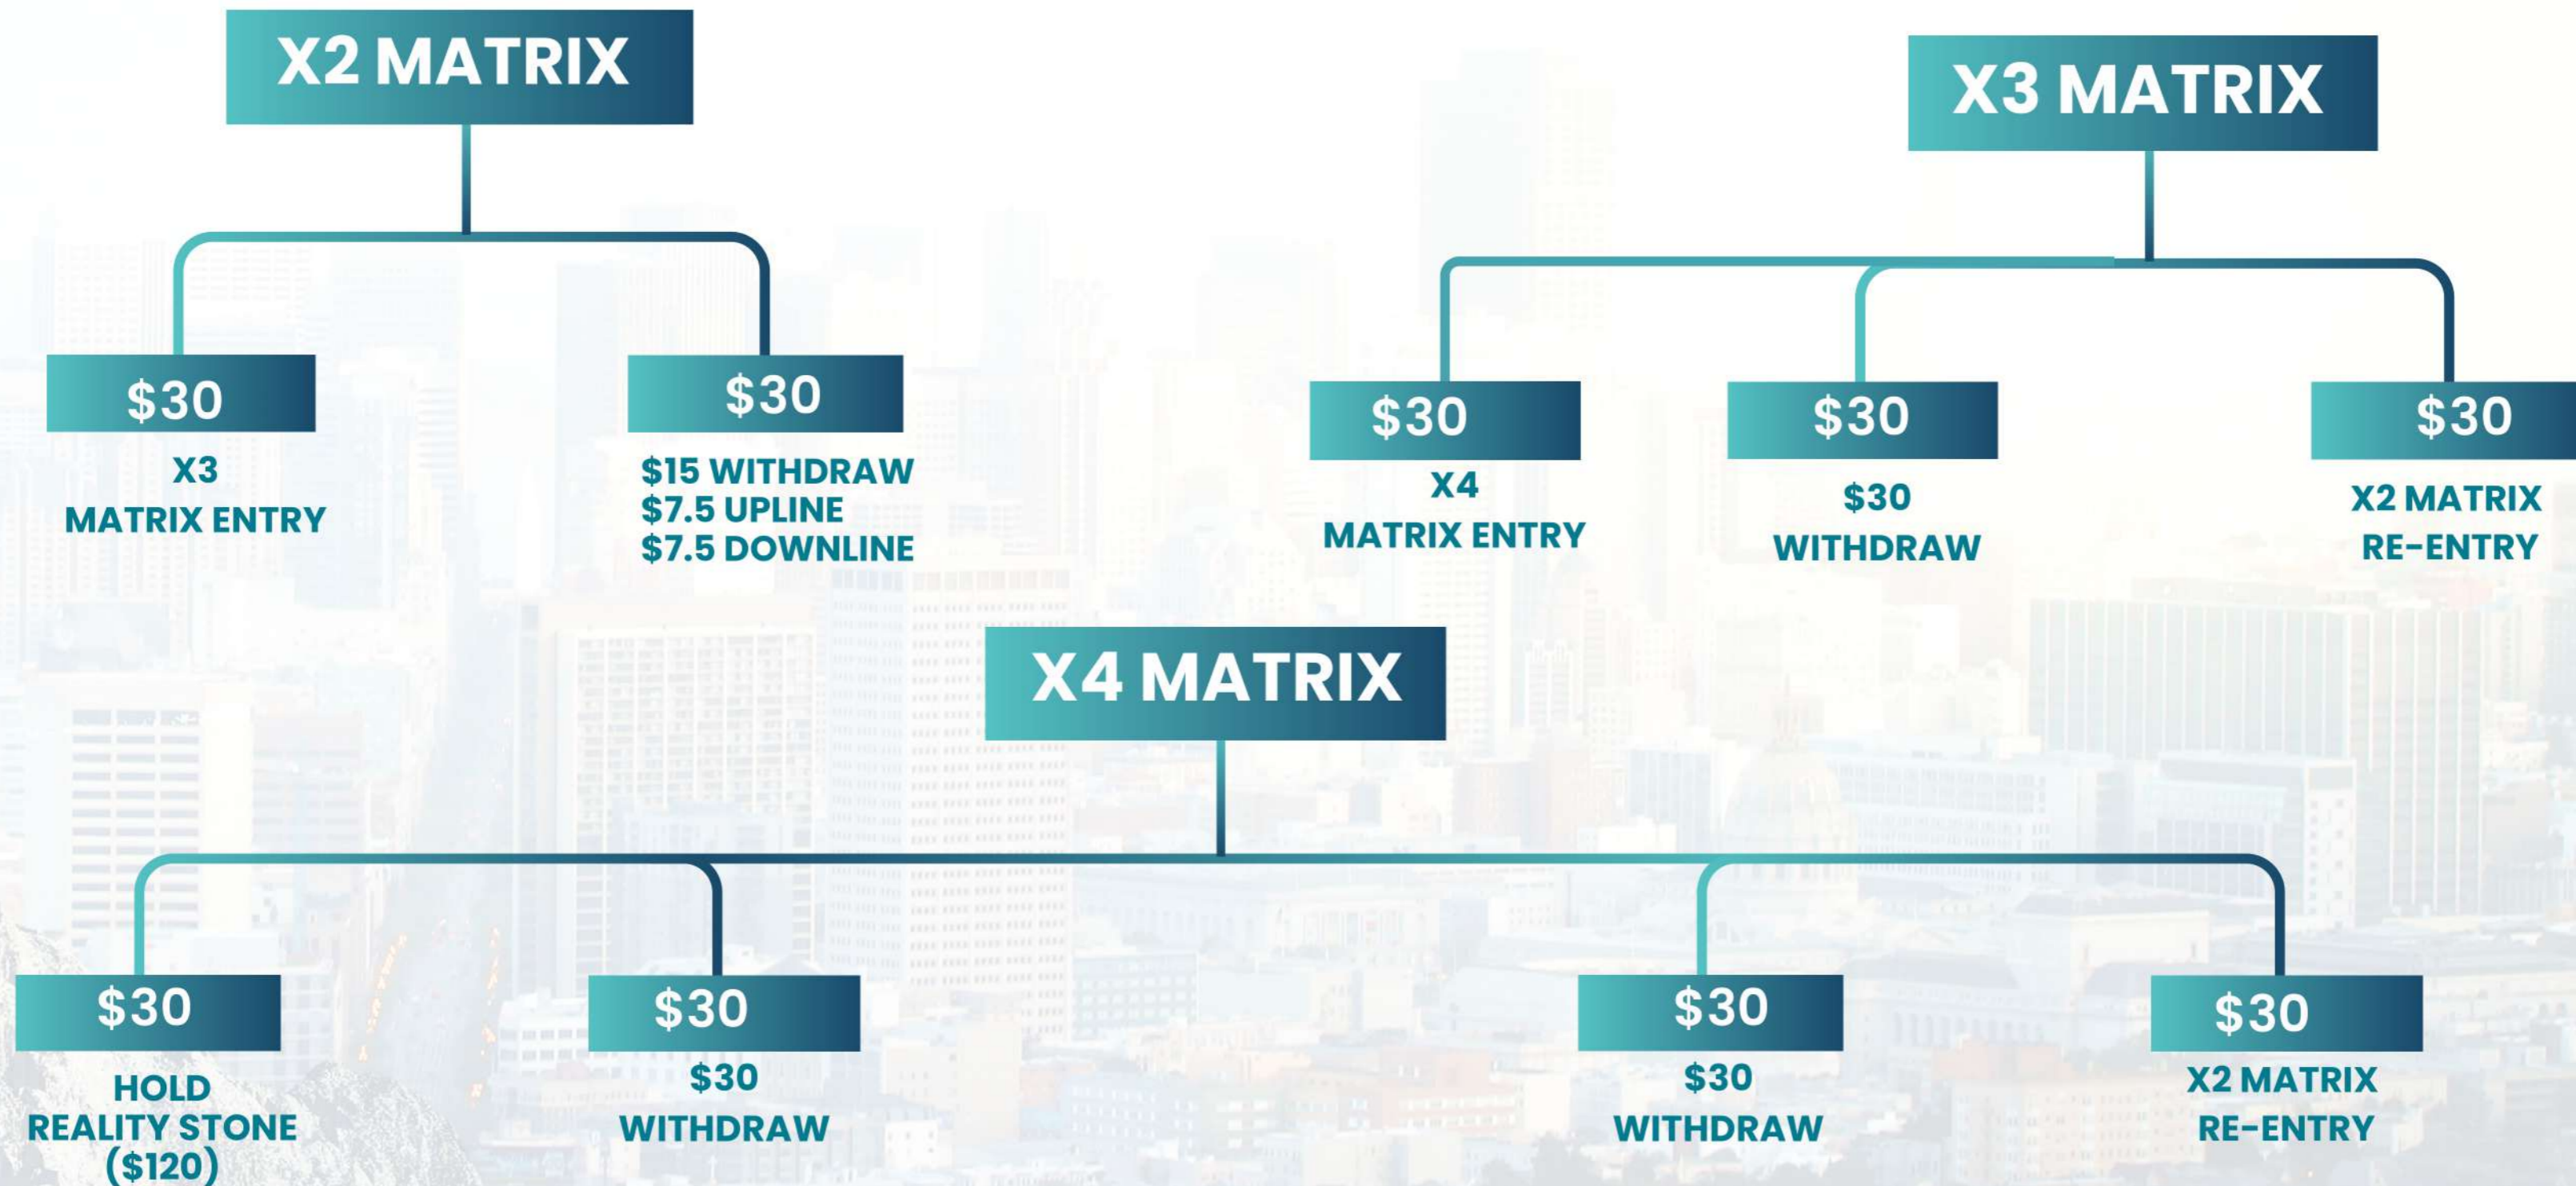 X2 MATRIX
$30
X3
MATRIX ENTRY
$30
$15 WITHDRAW
$7.5 UPLINE
$7.5 DOWNLINE
X3 MATRIX
$30
X4
MATRIX ENTRY
$30
$30
WITHDRAW
$30
X2 MATRIX
RE-ENTRY
X4 MATRIX
$30
HOLD
REALITY STONE
($120)
$30
$30
WITHDRAW
$30
$30
WITHDRAW
$30
X2 MATRIX
RE-ENTRY